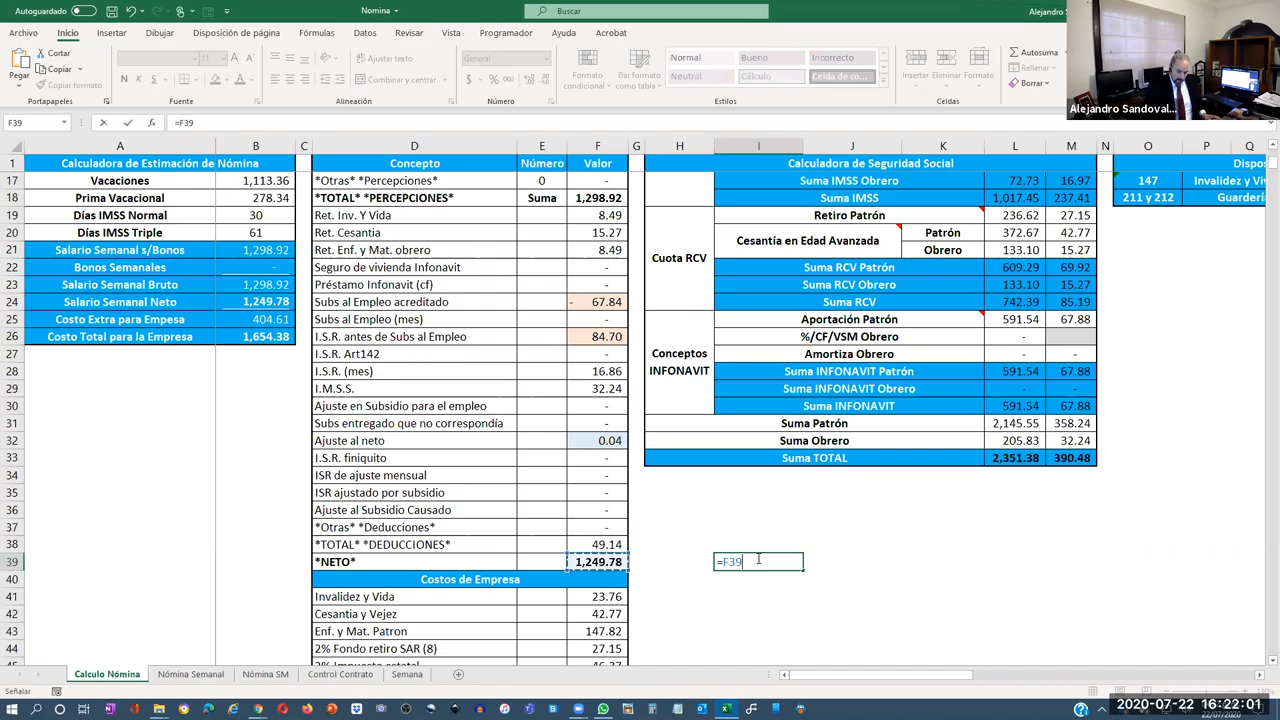 Autoguardado
Nomina
Buscar
Alejandro S
Archivo Inicio Insertar Dibujar Disposición de página Fórmulas Datos Revisar Vista Programador Ayuda Acrobat
Pegar
Cortar
Copiar
Copiar formato
Portapapeles
N K S
11
Fuente
Ajustar texto
Combinar y centrar
Alineación
General
Número
Formato condicional
Dar formato como tabla
Normal Bueno Incorrecto
Neutral Cálculo Celda de co...
Estilos
Insertar Eliminar Formato
Celdas
Autosuma
Rellenar
Borrar
Alejandro Sandoval...
F39 =F39
A B C D E F G H I J K L M N O P Q
1 Calculadora de Estimación de Nómina Concepto Número Valor Calculadora de Seguridad Social Dispos
17 Vacaciones 1,113.36 *Otras* *Percepciones* 0 - Suma IMSS Obrero 72.73 16.97 147 Invalidez y Vi
18 Prima Vacacional 278.34 *TOTAL* *PERCEPCIONES* Suma 1,298.92 Suma IMSS 1,017.45 237.41 211 y 212 Guardería
19 Días IMSS Normal 30 Ret. Inv. Y Vida 8.49 Retiro Patrón 236.62 27.15
20 Días IMSS Triple 61 Ret. Cesantia 15.27 Patrón 372.67 42.77
Cesantía en Edad Avanzada
21 Salario Semanal s/Bonos 1,298.92 Ret. Enf. y Mat. obrero 8.49 Obrero 133.10 15.27
Cuota RCV
22 Bonos Semanales - Seguro de vivienda Infonavit - Suma RCV Patrón 609.29 69.92
23 Salario Semanal Bruto 1,298.92 Préstamo Infonavit (cf) - Suma RCV Obrero 133.10 15.27
24 Salario Semanal Neto 1,249.78 Subs al Empleo acreditado - 67.84 Suma RCV 742.39 85.19
25 Costo Extra para Empesa 404.61 Subs al Empleo (mes) - Aportación Patrón 591.54 67.88
26 Costo Total para la Empresa 1,654.38 I.S.R. antes de Subs al Empleo 84.70 %/CF/VSM Obrero -
27 I.S.R. Art142 - Conceptos Amortiza Obrero - -
28 I.S.R. (mes) 16.86 INFONAVIT Suma INFONAVIT Patrón 591.54 67.88
29 I.M.S.S. 32.24 Suma INFONAVIT Obrero - -
30 Ajuste en Subsidio para el empleo - Suma INFONAVIT 591.54 67.88
31 Subs entregado que no correspondía - Suma Patrón 2,145.55 358.24
32 Ajuste al neto 0.04 Suma Obrero 205.83 32.24
33 I.S.R. finiquito - Suma TOTAL 2,351.38 390.48
34 ISR de ajuste mensual -
35 ISR ajustado por subsidio -
36 Ajuste al Subsidio Causado -
37 *Otras* *Deducciones* -
38 *TOTAL* *DEDUCCIONES* 49.14
39 *NETO* 1,249.78 =F39
40 Costos de Empresa
41 Invalidez y Vida 23.76
42 Cesantia y Vejez 42.77
43 Enf. y Mat. Patron 147.82
44 2% Fondo retiro SAR (8) 27.15
Calculo Nómina Nómina Semanal Nómina SM Control Contrato Semana
Señalar
130%
2020-07-22 16:22:01
22/07/2020